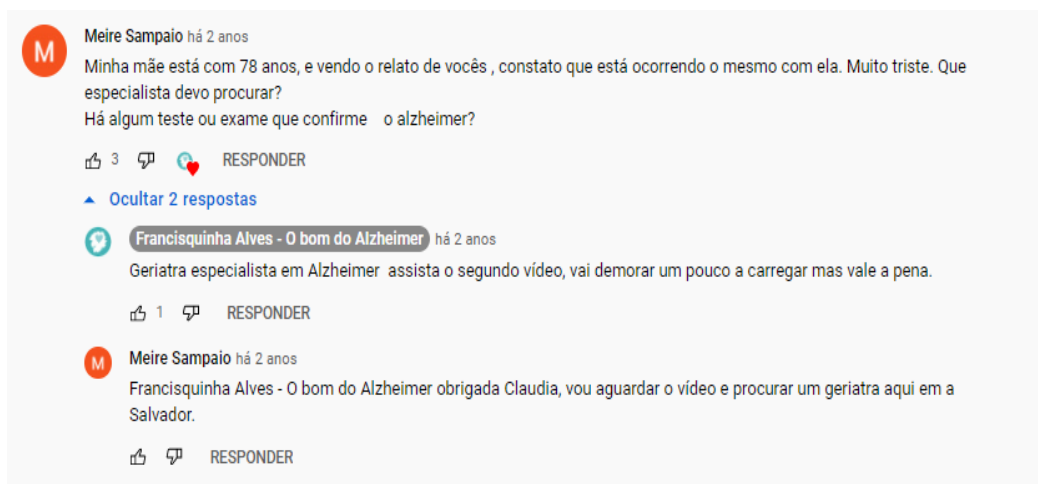 M
Meire Sampaio há 2 anos
Minha mãe está com 78 anos, e vendo o relato de vocês , constato que está ocorrendo o mesmo com ela. Muito triste. Que
especialista devo procurar?
Há algum teste ou exame que confirme o alzheimer?
3 RESPONDER
Ocultar 2 respostas
Francisquinha Alves - O bom do Alzheimer há 2 anos
Geriatra especialista em Alzheimer assista o segundo vídeo, vai demorar um pouco a carregar mas vale a pena.
1 RESPONDER
M
Meire Sampaio há 2 anos
Francisquinha Alves - O bom do Alzheimer obrigada Claudia, vou aguardar o vídeo e procurar um geriatra aqui em a
Salvador.
RESPONDER